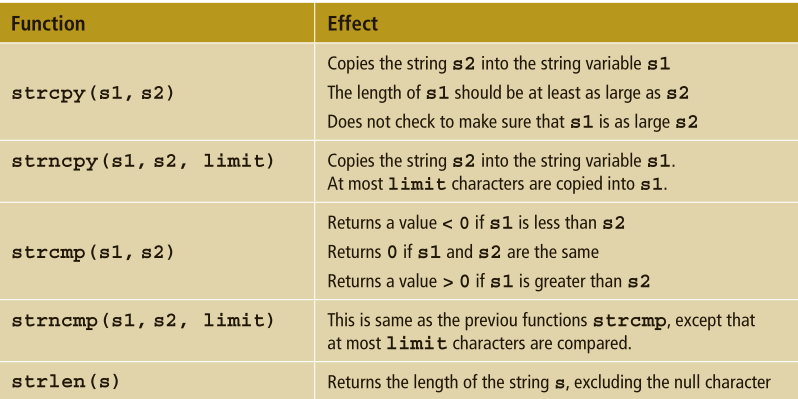 Function Effect
strcpy(s1, s2)
Copies the string s2 into the string variable s1
The length of s1 should be at least as large as s2
Does not check to make sure that s1 is as large s2
strncpy(s1, s2, limit)
Copies the string s2 into the string variable s1.
At most limit characters are copied into s1.
strcmp(s1, s2)
Returns a value < 0 if s1 is less than s2
Returns 0 if s1 and s2 are the same
Returns a value > 0 if s1 is greater than s2
strncmp(s1, s2, limit)
This is same as the previou functions strcmp, except that
at most limit characters are compared.
strlen(s)
Returns the length of the string s, excluding the null character